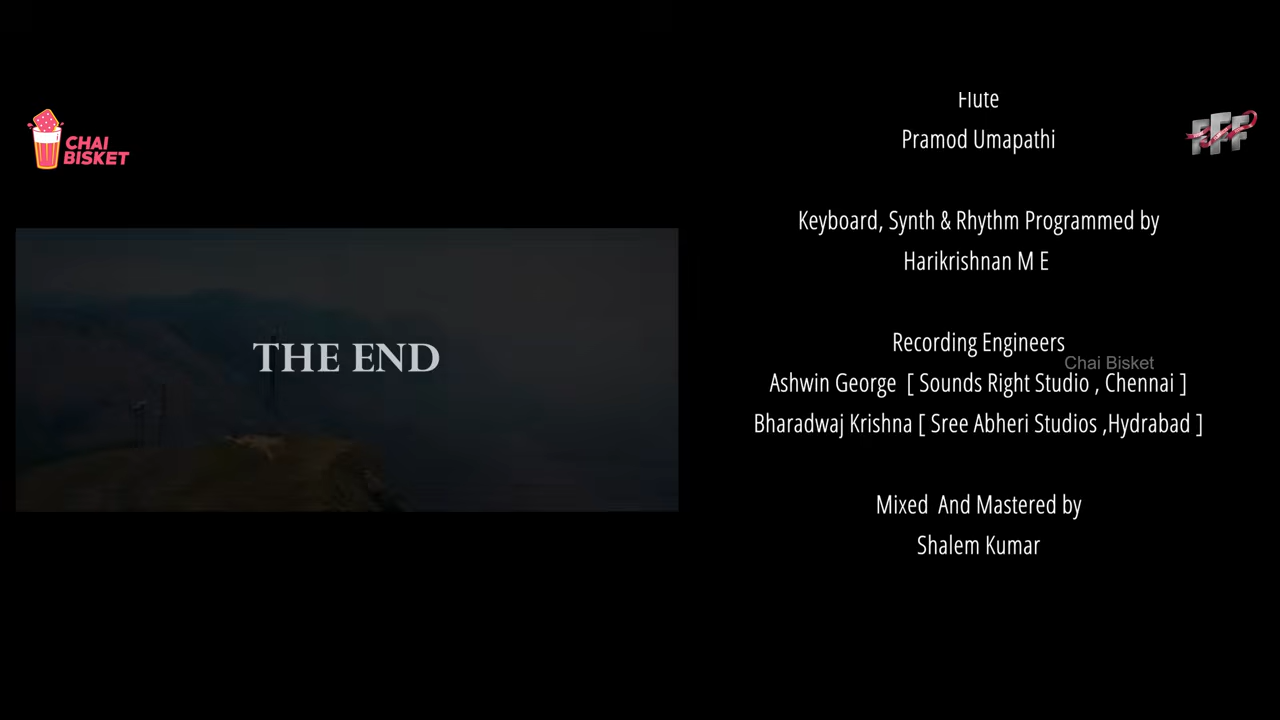 CHAI
BISKET
THE END
Flute
Pramod Umapathi
Keyboard, Synth & Rhythm Programmed by
Harikrishnan M E
Recording Engineers
Chai Bisket
Ashwin George [ Sounds Right Studio , Chennai ]
Bharadwaj Krishna [ Sree Abheri Studios ,Hydrabad ]
Mixed And Mastered by
Shalem Kumar
FFF